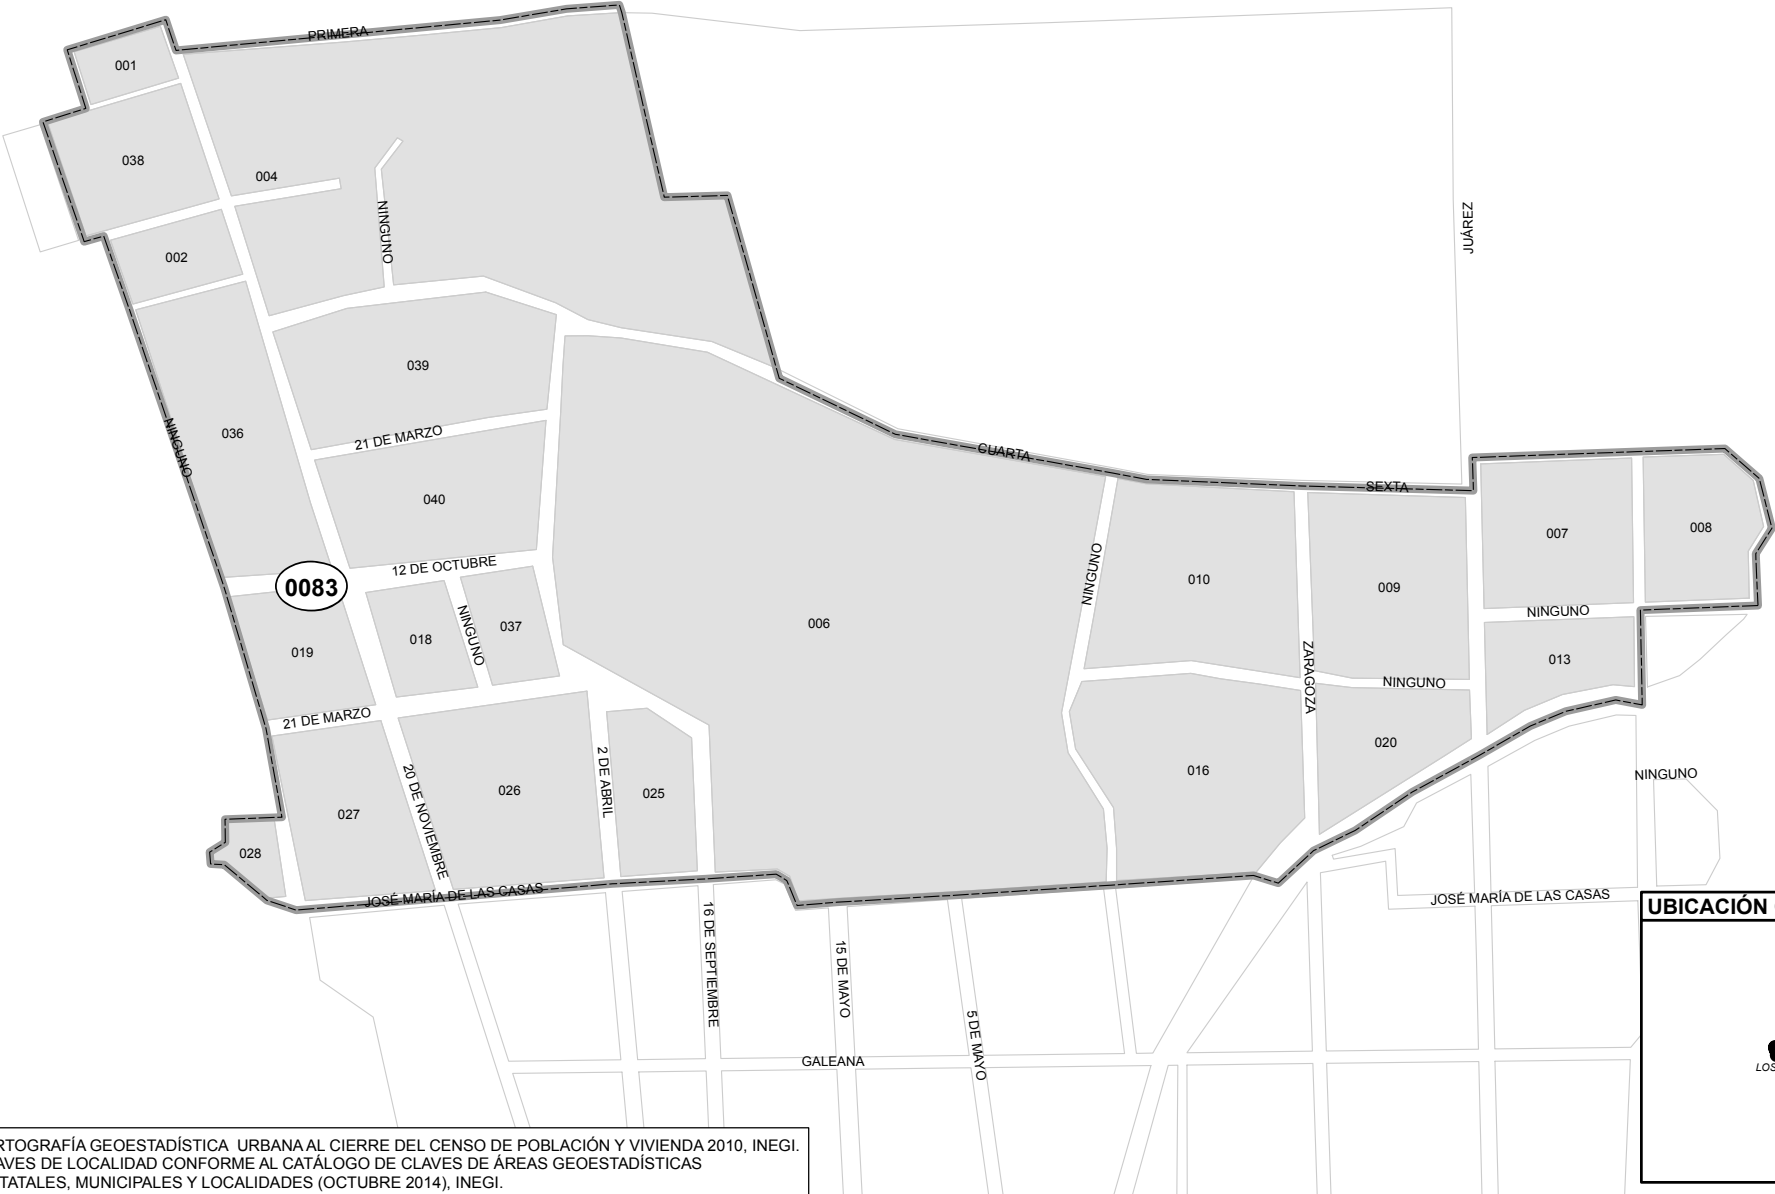 PRIMERA
001
038
004
NINGUNO
002
JUÁREZ
039
036
NINGUNO
21 DE MARZO
CUARTA
SEXTA
040
007
008
12 DE OCTUBRE
0083
NINGUNO
010
009
NINGUNO
018
NINGUNO
037
006
019
ZARAGOZA
NINGUNO
013
21 DE MARZO
020
016
NINGUNO
20 DE NOVIEMBRE
026
2 DE ABRIL
025
027
028
JOSÉ MARÍA DE LAS CASAS
JOSÉ MARÍA DE LAS CASAS
UBICACIÓN
16 DE SEPTIEMBRE
15 DE MAYO
5 DE MAYO
GALEANA
LOS
RTOGRAFÍA GEOESTADÍSTICA URBANA AL CIERRE DEL CENSO DE POBLACIÓN Y VIVIENDA 2010, INEGI.
AVES DE LOCALIDAD CONFORME AL CATÁLOGO DE CLAVES DE ÁREAS GEOESTADÍSTICAS
TATALES, MUNICIPALES Y LOCALIDADES (OCTUBRE 2014), INEGI.